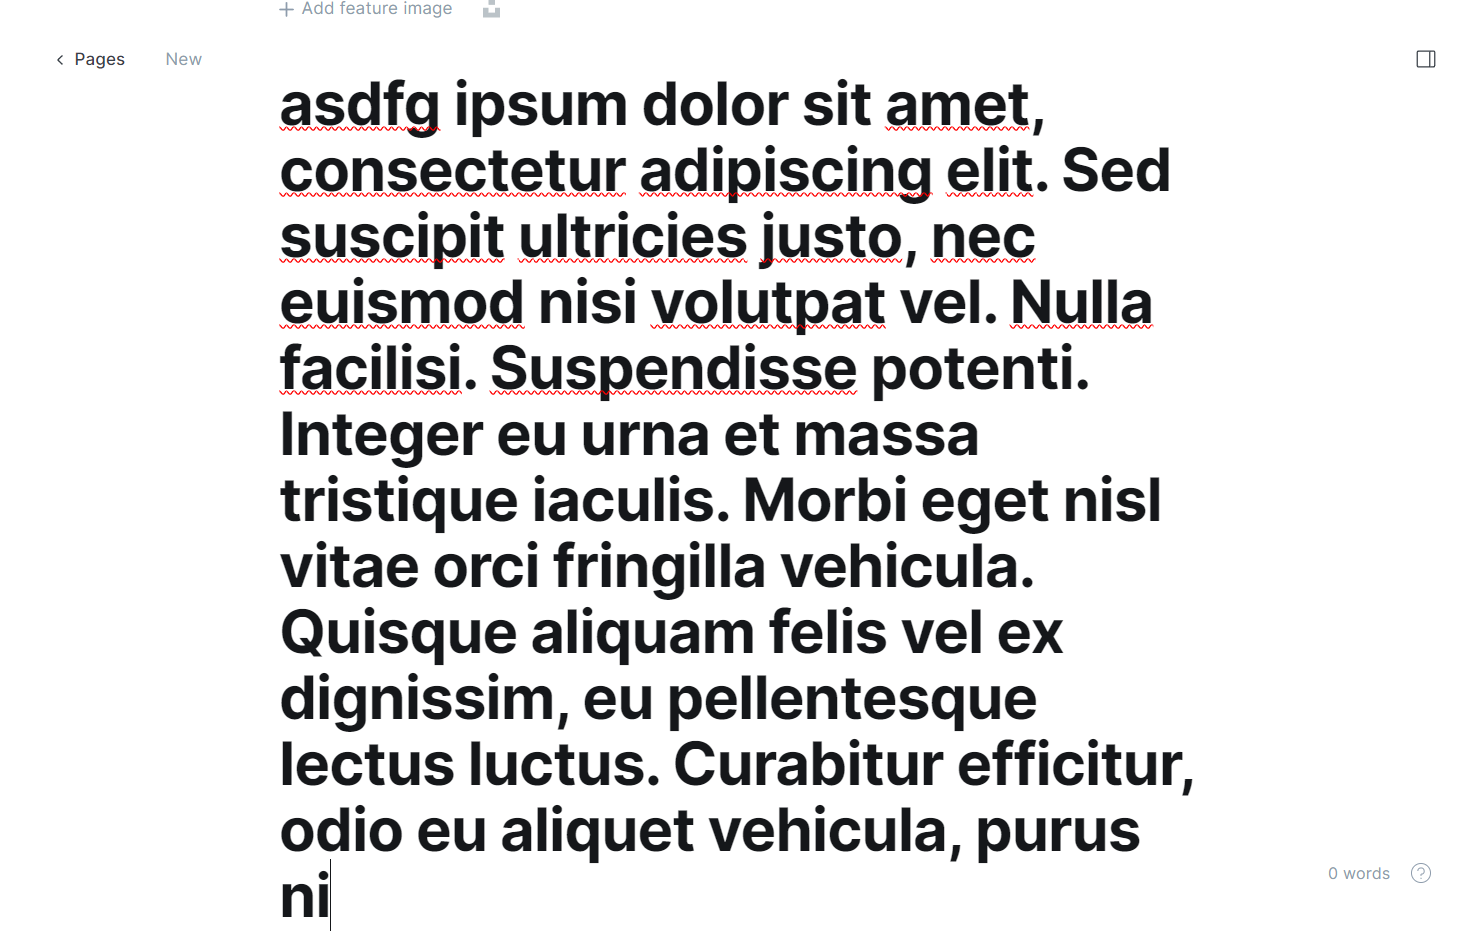 Add feature image
Pages
New
asdfg ipsum dolor sit amet,
consectetur adipiscing elit. Sed
suscipit ultricies justo, nec
euismod nisi volutpat vel. Nulla
facilisi. Suspendisse potenti.
Integer eu urna et massa
tristique iaculis. Morbi eget nisl
vitae orci fringilla vehicula.
Quisque aliquam felis vel ex
dignissim, eu pellentesque
lectus luctus. Curabitur efficitur,
odio eu aliquet vehicula, purus
ni
0 words
?